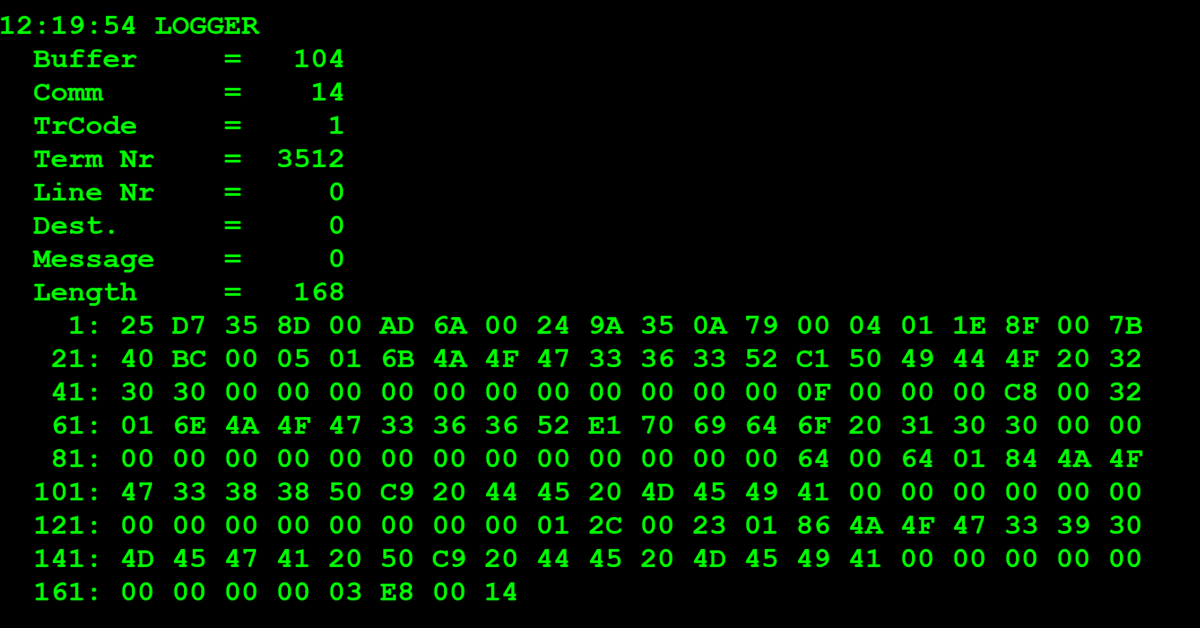 12:19:54 LOGGER
Buffer = 104
Comm = 14
TrCode = 1
Term Nr = 3512
Line Nr = 0
Dest. = 0
Message = 0
Length = 168
1: 25 D7 35 8D 00 AD 6A 00 24 9A 35 0A 79 00 04 01 1E 8F 00 7B
21: 40 BC 00 05 01 6B 4A 4F 47 33 36 33 52 C1 50 49 44 4F 20 32
41: 30 30 00 00 00 00 00 00 00 00 00 00 00 0F 00 00 00 C8 00 32
61: 01 6E 4A 4F 47 33 36 36 52 E1 70 69 64 6F 20 31 30 30 00 00
81: 00 00 00 00 00 00 00 00 00 00 00 00 00 64 00 64 01 84 4A 4F
101: 47 33 38 38 50 C9 20 44 45 20 4D 45 49 41 00 00 00 00 00 00
121: 00 00 00 00 00 00 00 00 01 2C 00 23 01 86 4A 4F 47 33 39 30
141: 4D 45 47 41 20 50 C9 20 44 45 20 4D 45 49 41 00 00 00 00 00
161: 00 00 00 00 03 E8 00 14